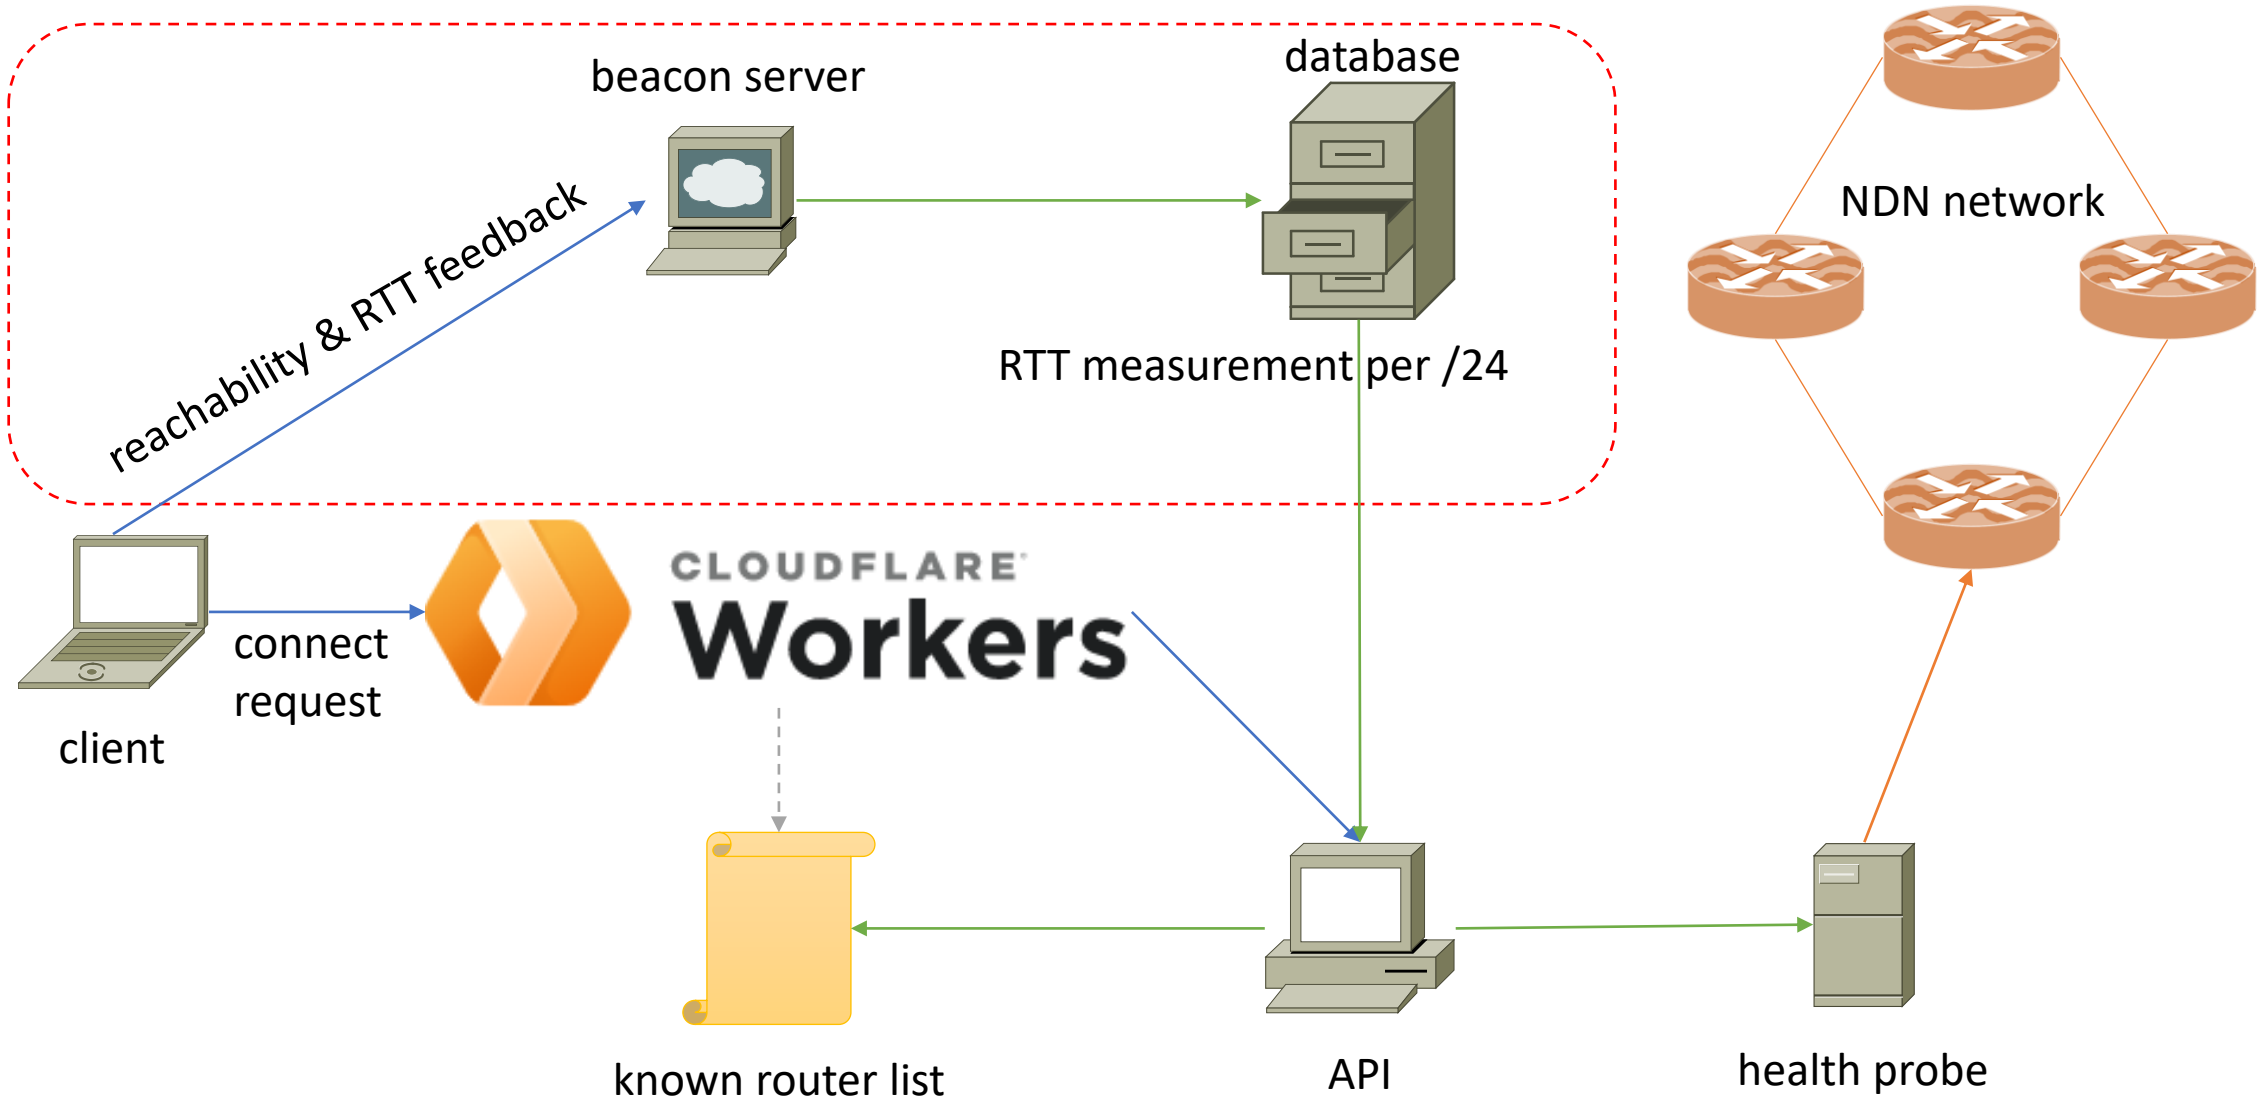 database
beacon server
NDN network
reachability & RTT feedback
RTT measurement per /24
CLOUDFLARE
Workers
connect
request
client
known router list
API
health probe